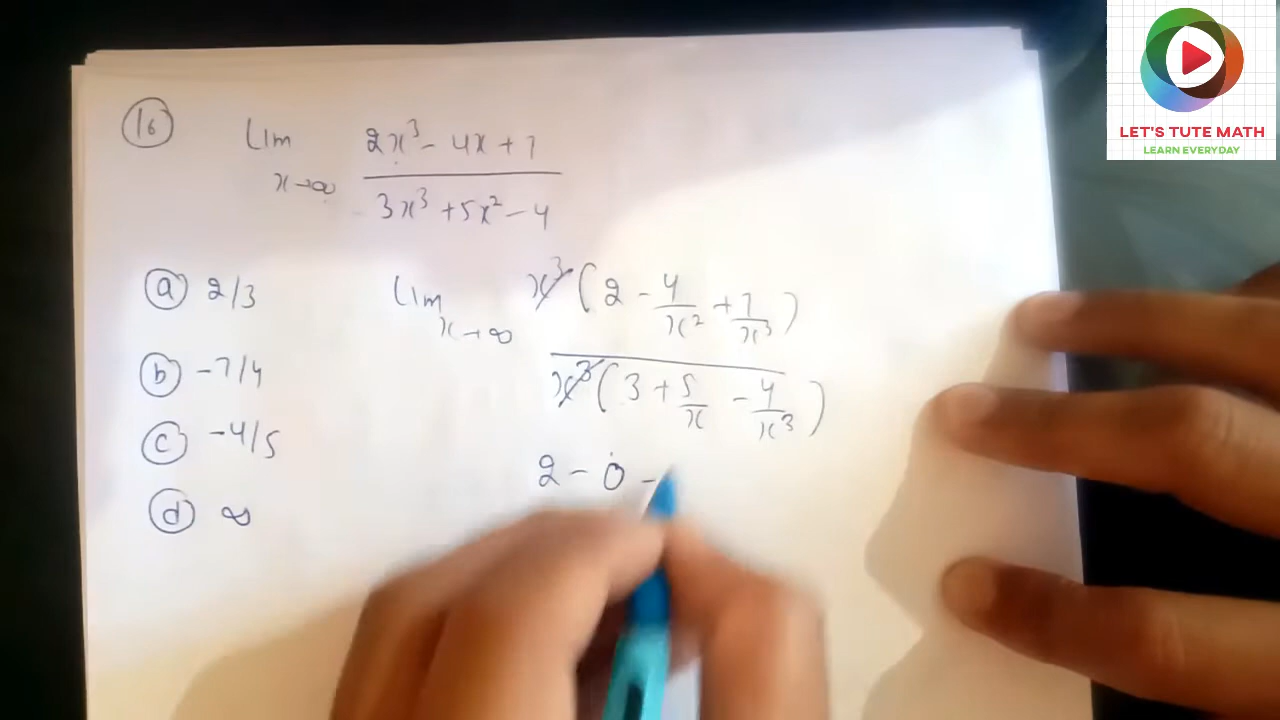 LET'S TUTE MATH
LEARN EVERYDAY
16
Lim x→∞ 2x³ - 4x + 7
3x³ + 5x² - 4
a 2/3
b -7/4
c -4/5
d ∞
Lim x→∞ x³ (2 - 4/x² + 7/x³)
x³ (3 + 5/x - 4/x³)
2 - 0 -